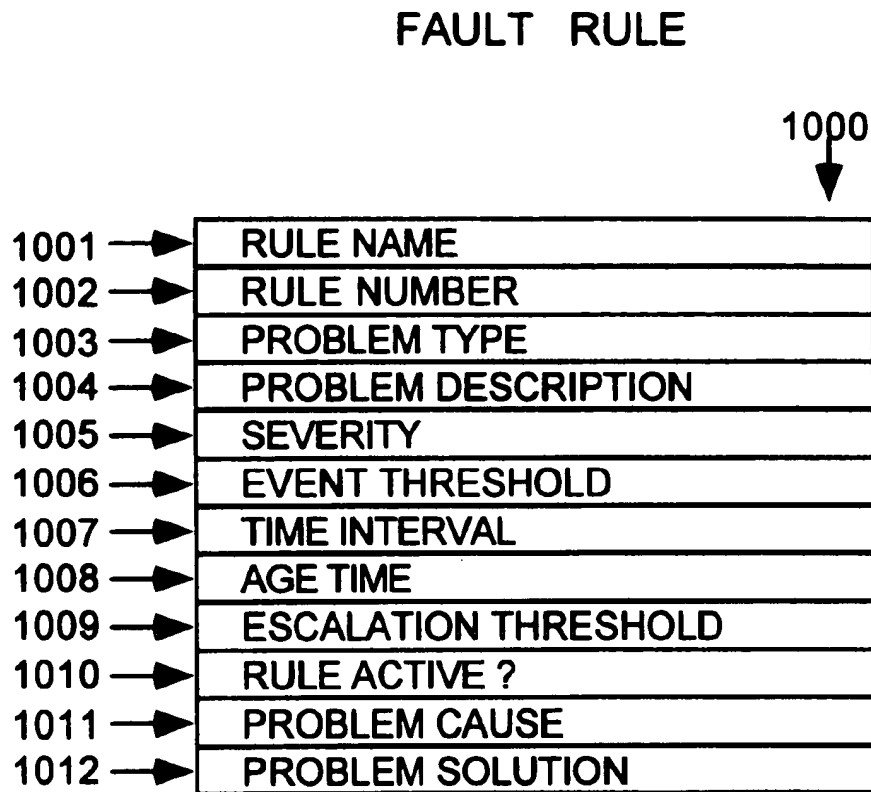 FAULT RULE
1000
1001 RULE NAME
1002 RULE NUMBER
1003 PROBLEM TYPE
1004 PROBLEM DESCRIPTION
1005 SEVERITY
1006 EVENT THRESHOLD
1007 TIME INTERVAL
1008 AGE TIME
1009 ESCALATION THRESHOLD
1010 RULE ACTIVE ?
1011 PROBLEM CAUSE
1012 PROBLEM SOLUTION